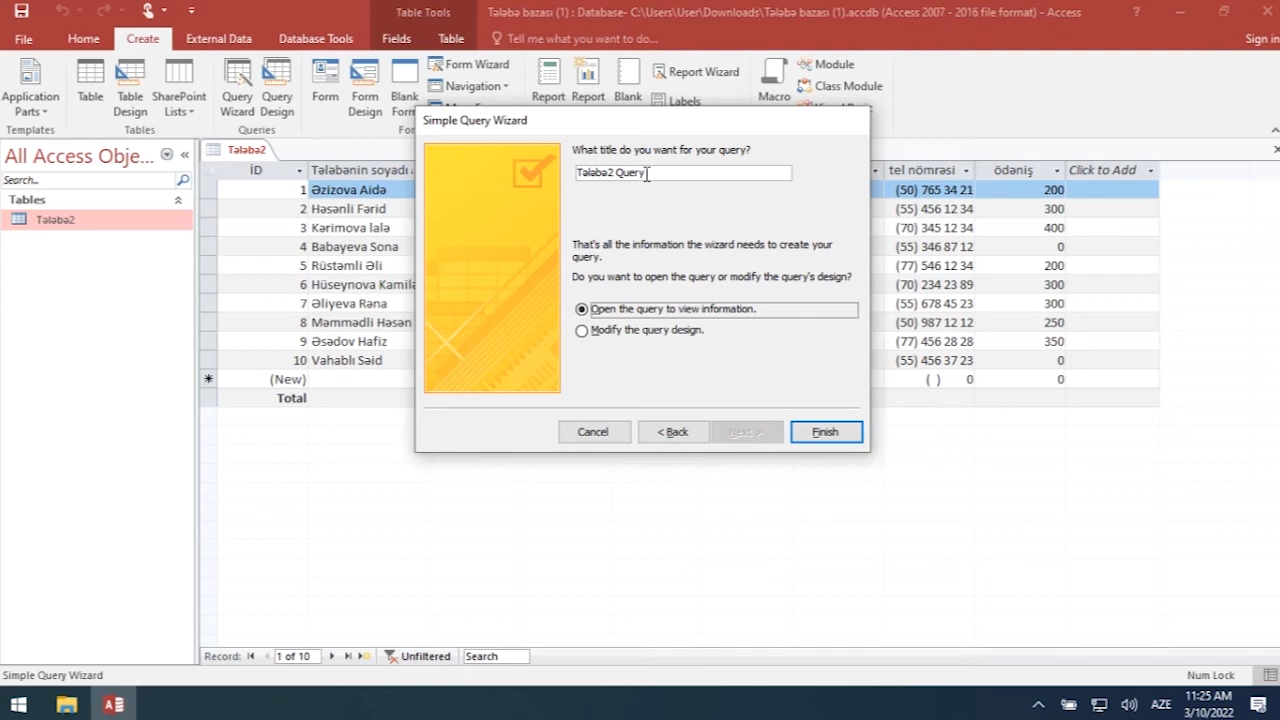 Table Tools
Tələbə bazası (1) : Database- C:\Users\User\Downloads\Tələbə bazası (1).accdb (Access 2007 - 2016 file format) - Access
?
File Home Create External Data Database Tools Fields Table Tell me what you want to do... Sign in
Application Parts
Templates
Table
Table Design
SharePoint Lists
Tables
Query Wizard
Query Design
Queries
Form
Form Design
Blank
Form Wizard
Navigation
Report
Report
Blank
Report Wizard
Labels
Macro
Module
Class Module
All Access Obje...
Search...
Tables
Tələbə2
Tələbə2
İD Tələbənin soyadı tel nömrəsi ödəniş Click to Add
1 Əzizova Aidə (50) 765 34 21 200
2 Həsənli Fərid (55) 456 12 34 300
3 Kərimova lalə (70) 345 12 34 400
4 Babayeva Sona (55) 346 87 12 0
5 Rüstəmli Əli (77) 546 12 34 200
6 Hüseynova Kamilə (70) 234 23 89 300
7 Əliyeva Rəna (55) 678 45 23 300
8 Məmmədli Həsən (50) 987 12 12 250
9 Əsədov Hafiz (77) 456 28 28 350
10 Vahablı Səid (55) 456 37 23 0
(New) ( ) 0 0
Total
Simple Query Wizard
What title do you want for your query?
Tələbə2 Query
That's all the information the wizard needs to create your
query.
Do you want to open the query or modify the query's design?
Open the query to view information.
Modify the query design.
Cancel < Back Next > Finish
Record: 1 of 10 Unfiltered Search
Simple Query Wizard Num Lock
AZE 11:25 AM
3/10/2022